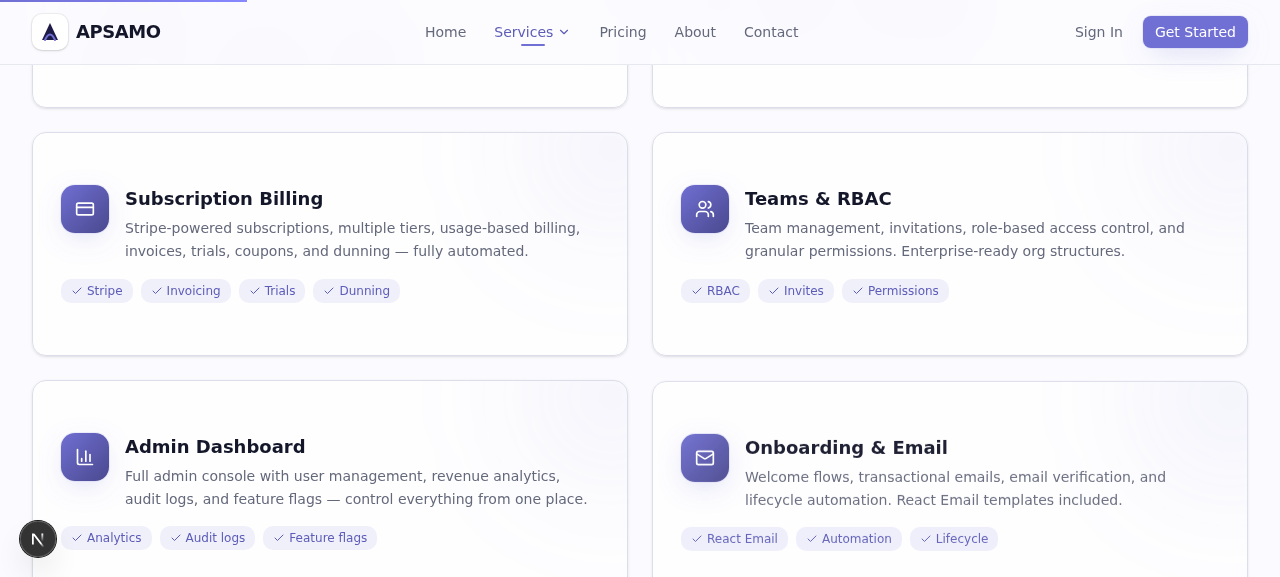 APSAMO
Home
Services
Pricing
About
Contact
Sign In
Get Started
Subscription Billing
Stripe-powered subscriptions, multiple tiers, usage-based billing,
invoices, trials, coupons, and dunning — fully automated.
Stripe
Invoicing
Trials
Dunning
Teams & RBAC
Team management, invitations, role-based access control, and
granular permissions. Enterprise-ready org structures.
RBAC
Invites
Permissions
Admin Dashboard
Full admin console with user management, revenue analytics,
audit logs, and feature flags — control everything from one place.
Analytics
Audit logs
Feature flags
Onboarding & Email
Welcome flows, transactional emails, email verification, and
lifecycle automation. React Email templates included.
React Email
Automation
Lifecycle
N